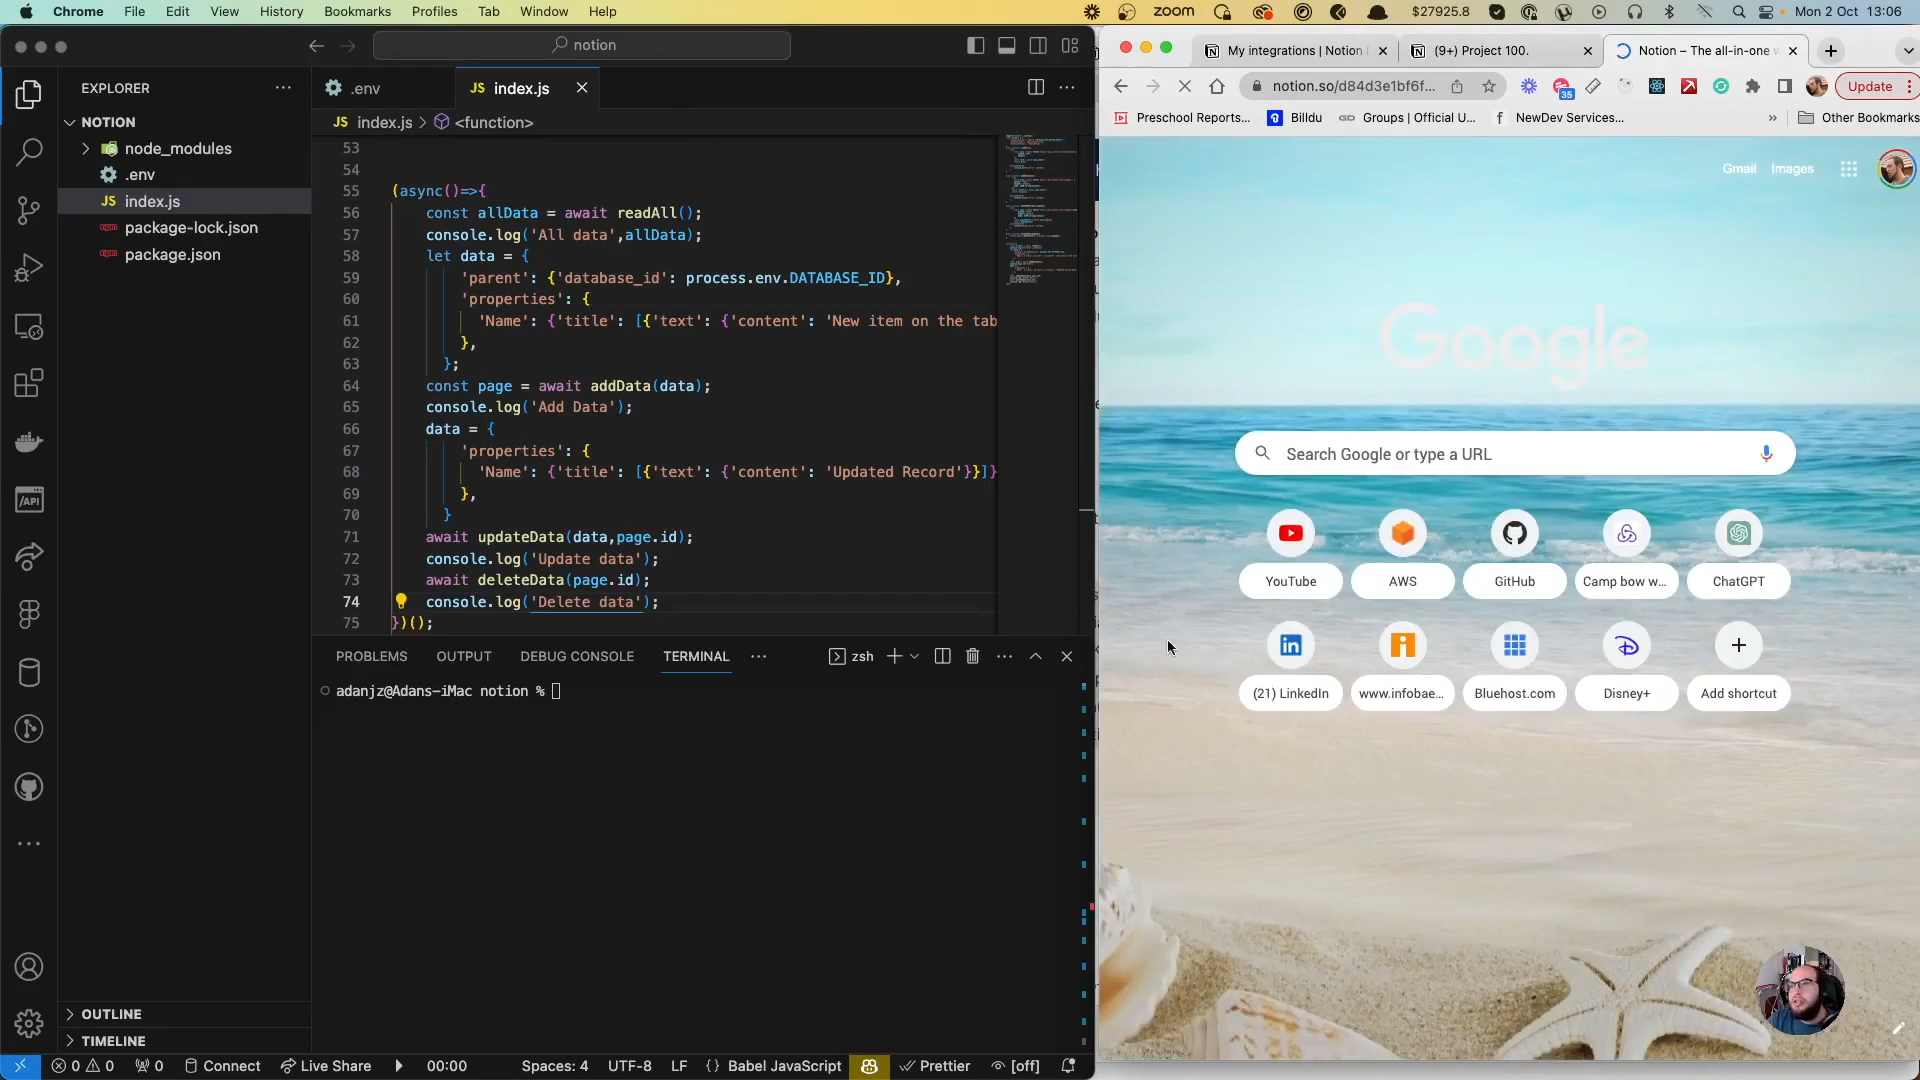 Chrome File Edit View History Bookmarks Profiles Tab Window Help
zoom $27925.8 Mon 2 Oct 13:06
notion
EXPLORER
NOTION
node_modules
.env
JS index.js
package-lock.json
package.json
OUTLINE
TIMELINE
.env
JS index.js
JS index.js > <function>
53
54
55 (async()=>{
56 const allData = await readAll();
57 console.log('All data',allData);
58 let data = {
59 'parent': {'database_id': process.env.DATABASE_ID},
60 'properties': {
61 'Name': {'title': [{'text': {'content': 'New item on the tab
62 },
63 };
64 const page = await addData(data);
65 console.log('Add Data');
66 data = {
67 'properties': {
68 'Name': {'title': [{'text': {'content': 'Updated Record'}}]}
69 },
70 }
71 await updateData(data,page.id);
72 console.log('Update data');
73 await deleteData(page.id);
74 console.log('Delete data');
75 })();
PROBLEMS OUTPUT DEBUG CONSOLE TERMINAL zsh
adanjz@Adans-iMac notion %
/API
0 0 0 Connect Live Share 00:00 Spaces: 4 UTF-8 LF {} Babel JavaScript Prettier [off]
My integrations | Notion
(9+) Project 100.
Notion – The all-in-one w
notion.so/d84d3e1bf6f...
35
Update
Preschool Reports...
Billdu
Groups | Official U...
NewDev Services...
Other Bookmarks
Gmail Images
Google
Search Google or type a URL
YouTube AWS GitHub Camp bow w... ChatGPT
(21) LinkedIn www.infobae... Bluehost.com Disney+ Add shortcut